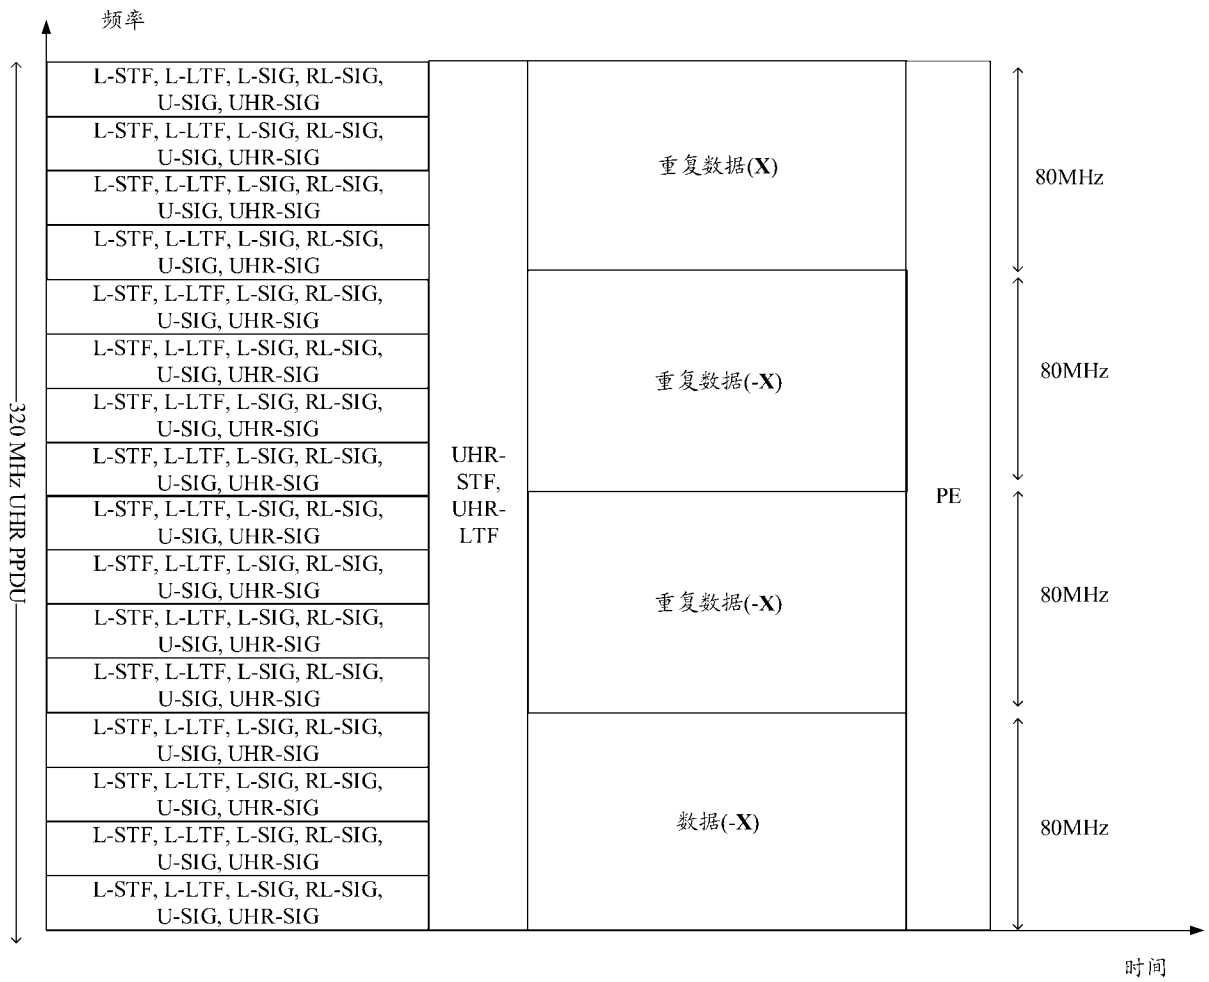 频率
L-STF, L-LTF, L-SIG, RL-SIG,
U-SIG, UHR-SIG
L-STF, L-LTF, L-SIG, RL-SIG,
U-SIG, UHR-SIG
L-STF, L-LTF, L-SIG, RL-SIG,
U-SIG, UHR-SIG
L-STF, L-LTF, L-SIG, RL-SIG,
U-SIG, UHR-SIG
L-STF, L-LTF, L-SIG, RL-SIG,
U-SIG, UHR-SIG
L-STF, L-LTF, L-SIG, RL-SIG,
U-SIG, UHR-SIG
L-STF, L-LTF, L-SIG, RL-SIG,
U-SIG, UHR-SIG
L-STF, L-LTF, L-SIG, RL-SIG,
U-SIG, UHR-SIG
L-STF, L-LTF, L-SIG, RL-SIG,
U-SIG, UHR-SIG
L-STF, L-LTF, L-SIG, RL-SIG,
U-SIG, UHR-SIG
L-STF, L-LTF, L-SIG, RL-SIG,
U-SIG, UHR-SIG
L-STF, L-LTF, L-SIG, RL-SIG,
U-SIG, UHR-SIG
L-STF, L-LTF, L-SIG, RL-SIG,
U-SIG, UHR-SIG
L-STF, L-LTF, L-SIG, RL-SIG,
U-SIG, UHR-SIG
L-STF, L-LTF, L-SIG, RL-SIG,
U-SIG, UHR-SIG
L-STF, L-LTF, L-SIG, RL-SIG,
U-SIG, UHR-SIG
320 MHz UHR PPDU
UHR-
STF,
UHR-
LTF
重复数据(X)
重复数据(-X)
重复数据(-X)
数据(-X)
PE
80MHz
80MHz
80MHz
80MHz
时间